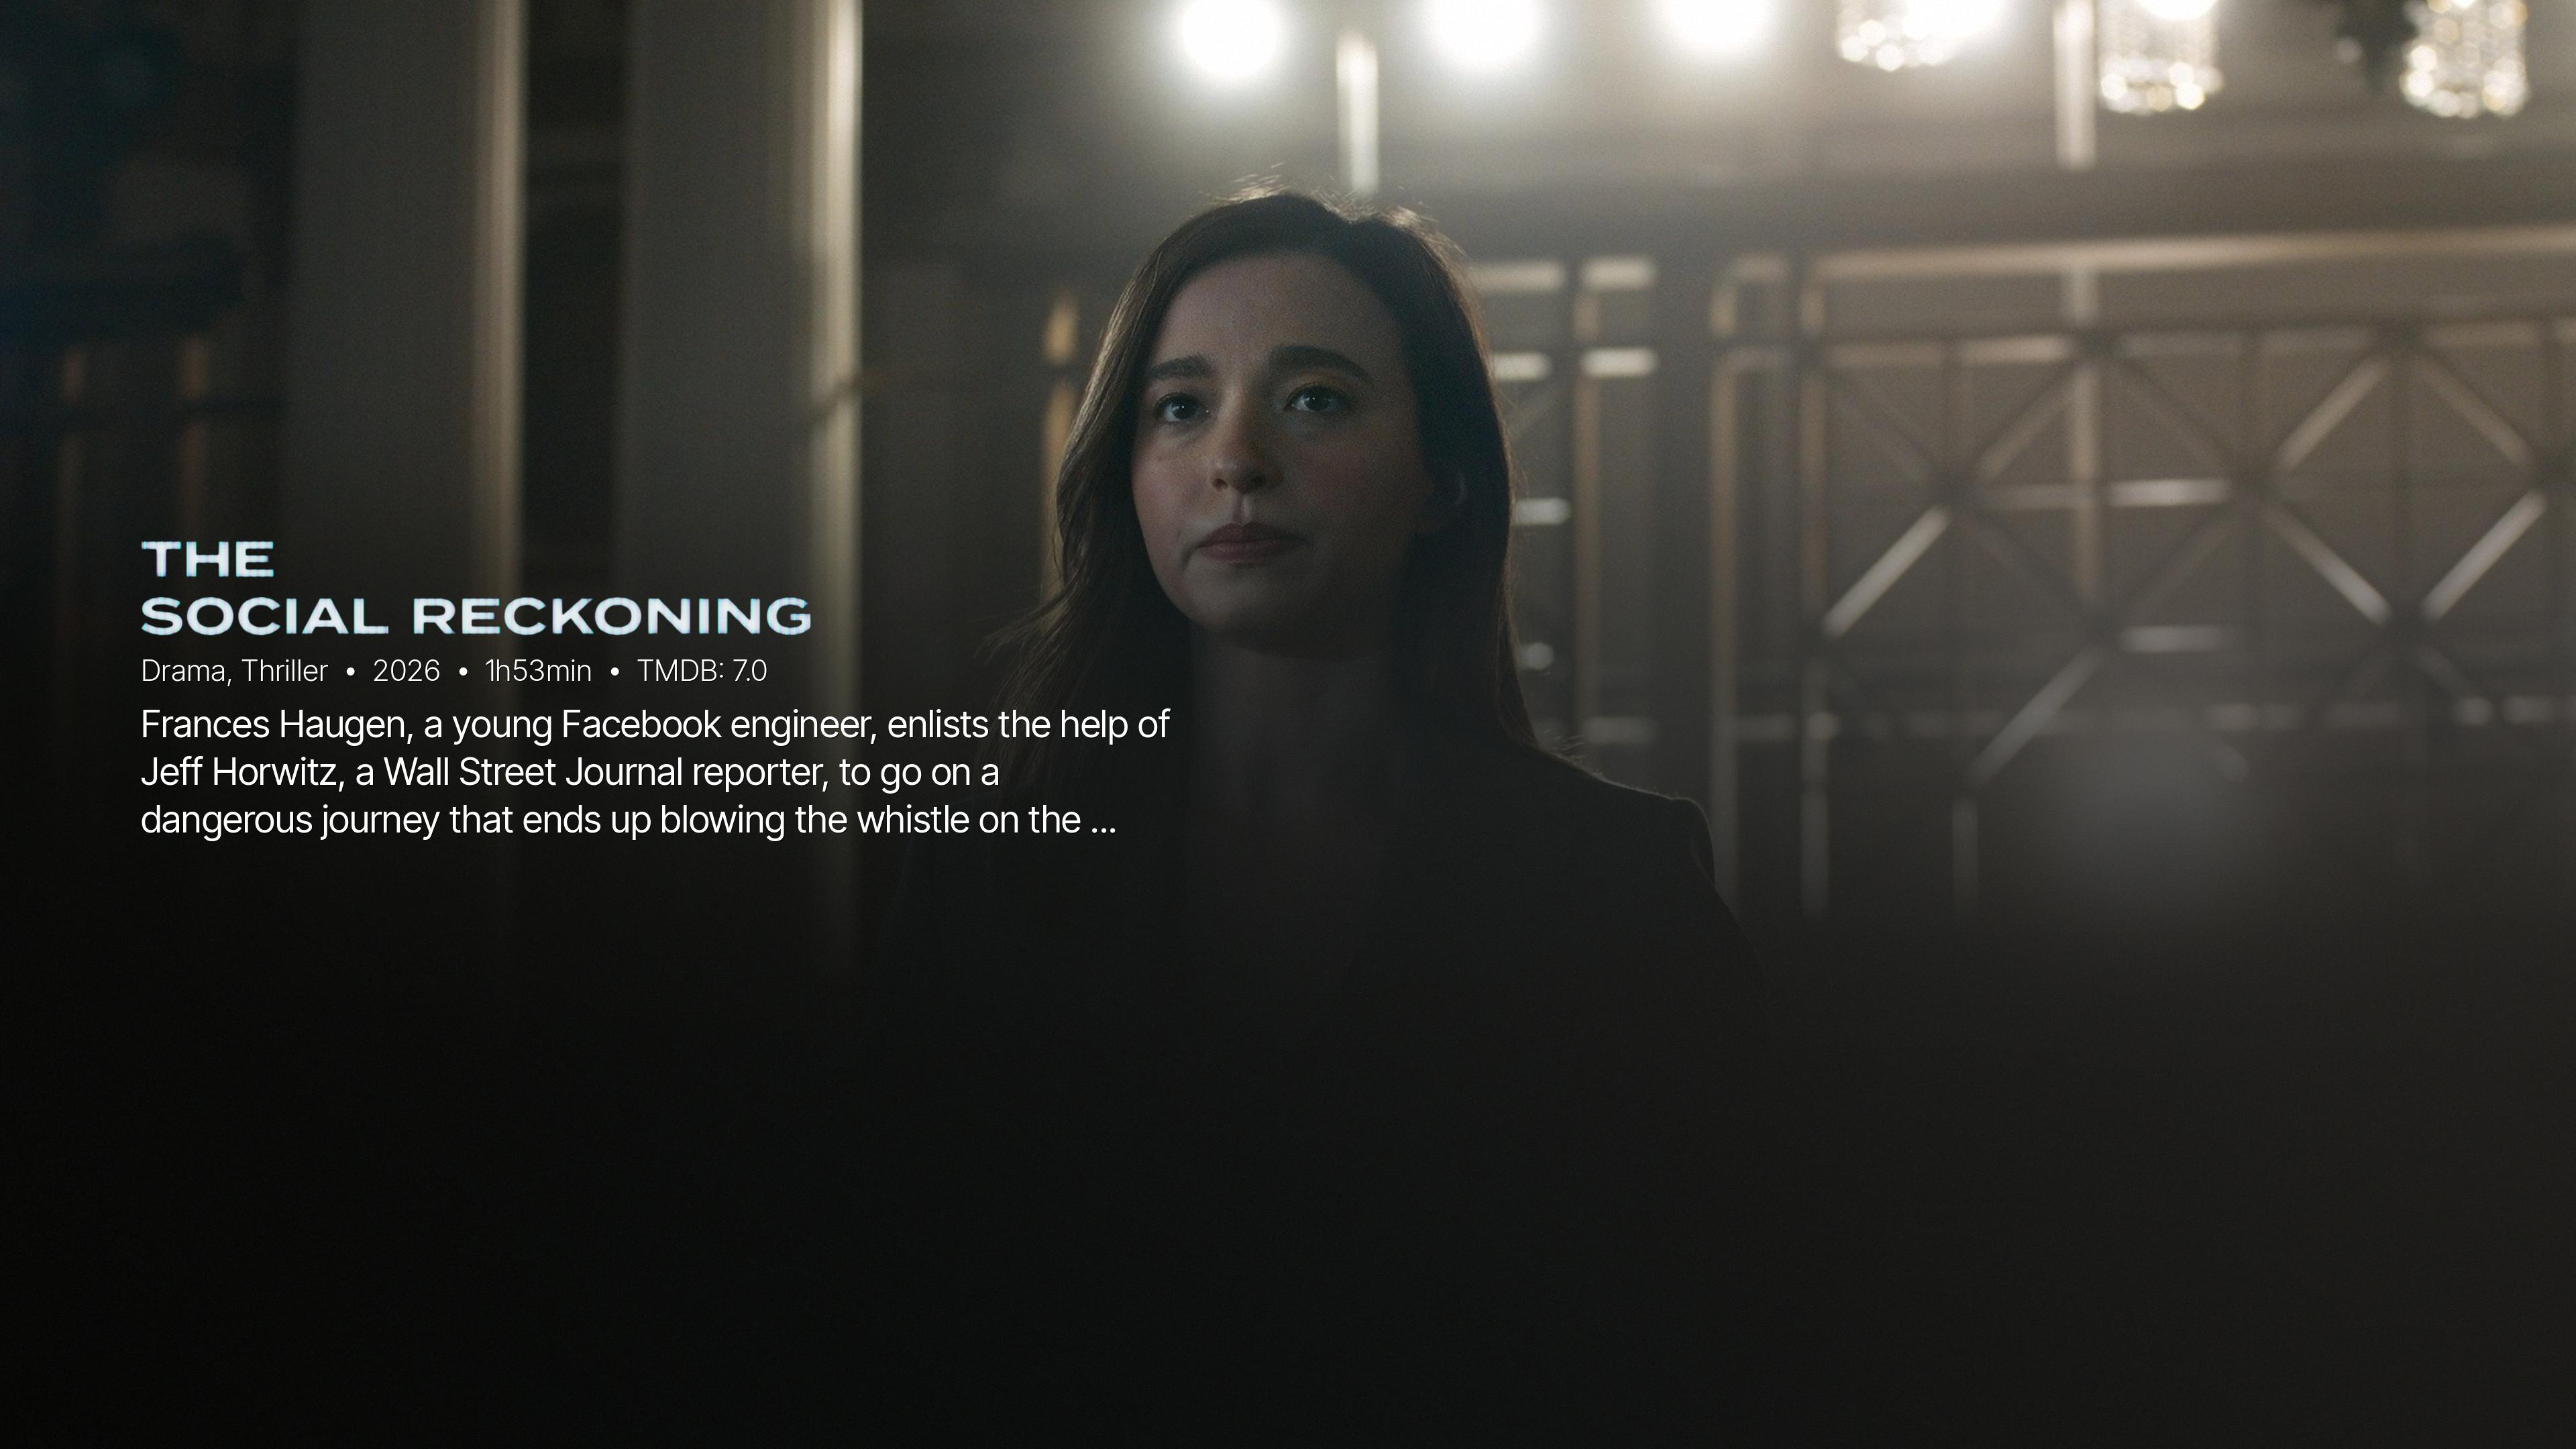 THE
SOCIAL RECKONING
Drama, Thriller • 2026 • 1h53min • TMDB: 7.0
Frances Haugen, a young Facebook engineer, enlists the help of
Jeff Horwitz, a Wall Street Journal reporter, to go on a
dangerous journey that ends up blowing the whistle on the ...